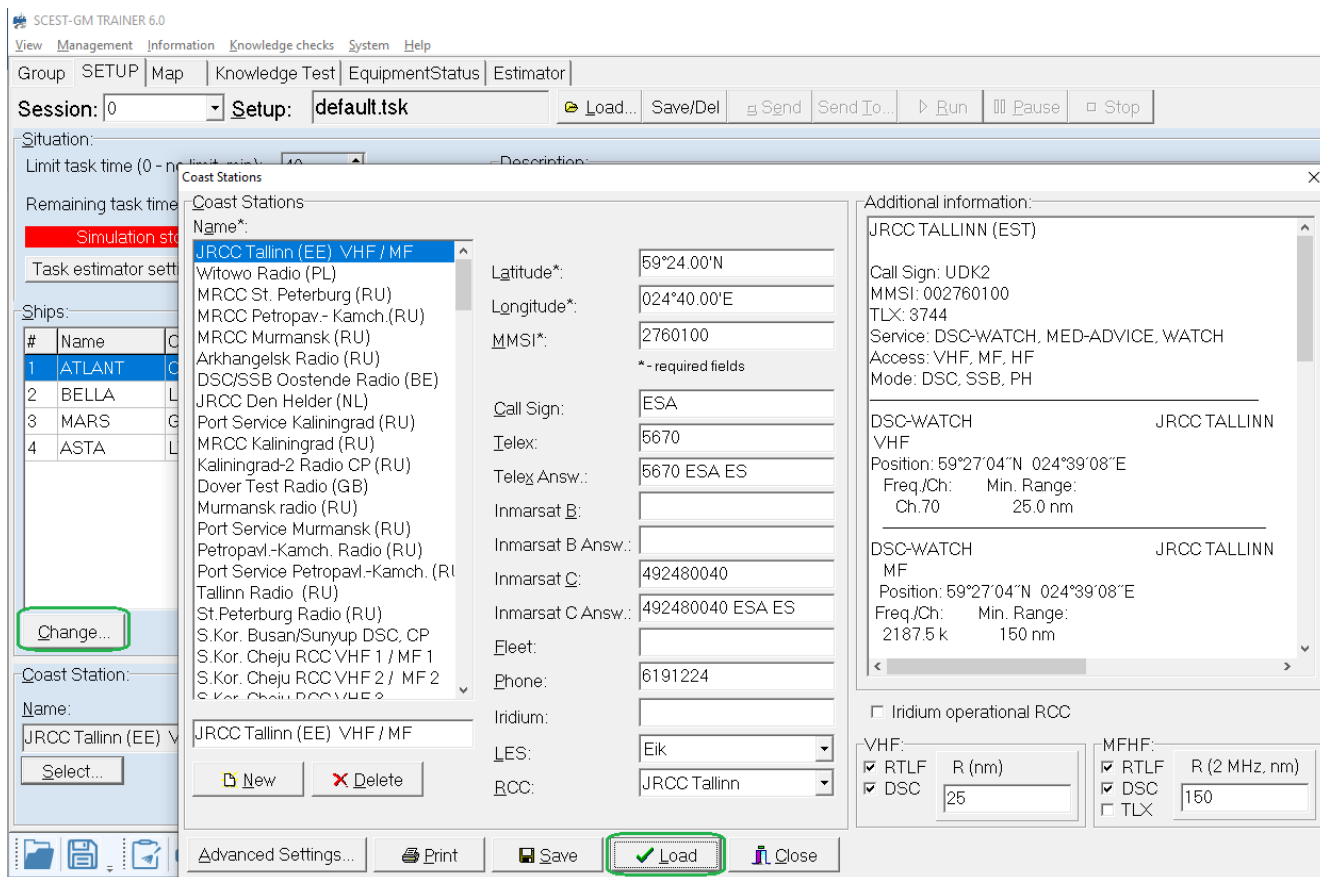 SCEST-GM TRAINER 6.0
View Management Information Knowledge checks System Help
Group SETUP Map Knowledge Test EquipmentStatus Estimator
Session: 0 Setup: default.tsk Load... Save/Del Send Send To... Run Pause Stop
Situation:
Limit task time (0 - no limit, min): 40
Description:
Remaining task time
Simulation sto
Task estimator setti
Ships:
# Name
1 ATLANT
2 BELLA L
3 MARS G
4 ASTA L
Change...
Coast Station:
Name:
JRCC Tallinn (EE) V
Select...
Coast Stations
Coast Stations
Name*:
JRCC Tallinn (EE) VHF / MF
Witowo Radio (PL)
MRCC St. Peterburg (RU)
MRCC Petropav.- Kamch.(RU)
MRCC Murmansk (RU)
Arkhangelsk Radio (RU)
DSC/SSB Oostende Radio (BE)
JRCC Den Helder (NL)
Port Service Kaliningrad (RU)
MRCC Kaliningrad (RU)
Kaliningrad-2 Radio CP (RU)
Dover Test Radio (GB)
Murmansk radio (RU)
Port Service Murmansk (RU)
Petropavl.-Kamch. Radio (RU)
Port Service Petropavl.-Kamch. (RU
Tallinn Radio (RU)
St.Peterburg Radio (RU)
S.Kor. Busan/Sunyup DSC, CP
S.Kor. Cheju RCC VHF 1 / MF 1
S.Kor. Cheju RCC VHF 2 / MF 2
S.Kor. Cheju RCC VHF 3
JRCC Tallinn (EE) VHF / MF
New Delete
Latitude*: 59°24.00'N
Longitude*: 024°40.00'E
MMSI*: 2760100
* - required fields
Call Sign: ESA
Telex: 5670
Telex Answ.: 5670 ESA ES
Inmarsat B:
Inmarsat B Answ.:
Inmarsat C: 492480040
Inmarsat C Answ.: 492480040 ESA ES
Fleet:
Phone: 6191224
Iridium:
LES: Eik
RCC: JRCC Tallinn
Additional information:
JRCC TALLINN (EST)
Call Sign: UDK2
MMSI: 002760100
TLX: 3744
Service: DSC-WATCH, MED-ADVICE, WATCH
Access: VHF, MF, HF
Mode: DSC, SSB, PH
DSC-WATCH JRCC TALLINN
VHF
Position: 59°27´04˝N 024°39´08˝E
Freq./Ch: Min. Range:
Ch.70 25.0 nm
DSC-WATCH JRCC TALLINN
MF
Position: 59°27´04˝N 024°39´08˝E
Freq./Ch: Min. Range:
2187.5 k 150 nm
Iridium operational RCC
VHF:
RTLF R (nm)
DSC 25
MFHF:
RTLF R (2 MHz, nm)
DSC 150
TLX
Advanced Settings... Print Save Load Close